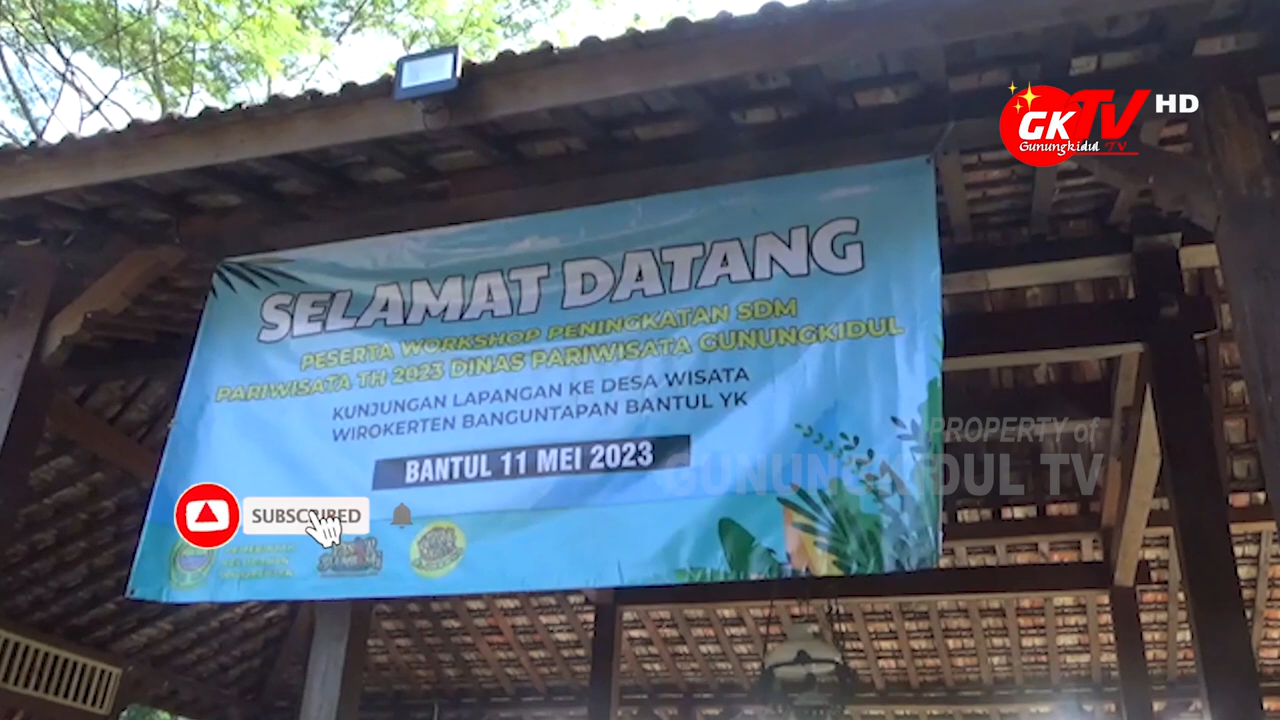 GKTV HD
Gunungkidul TV
SELAMAT DATANG
PESERTA WORKSHOP PENINGKATAN SDM
PARIWISATA TH 2023 DINAS PARIWISATA GUNUNGKIDUL
KUNJUNGAN LAPANGAN KE DESA WISATA
WIROKERTEN BANGUNTAPAN BANTUL YK
BANTUL 11 MEI 2023
PROPERTY of
GUNUNGKIDUL TV
SUBSCRIBED